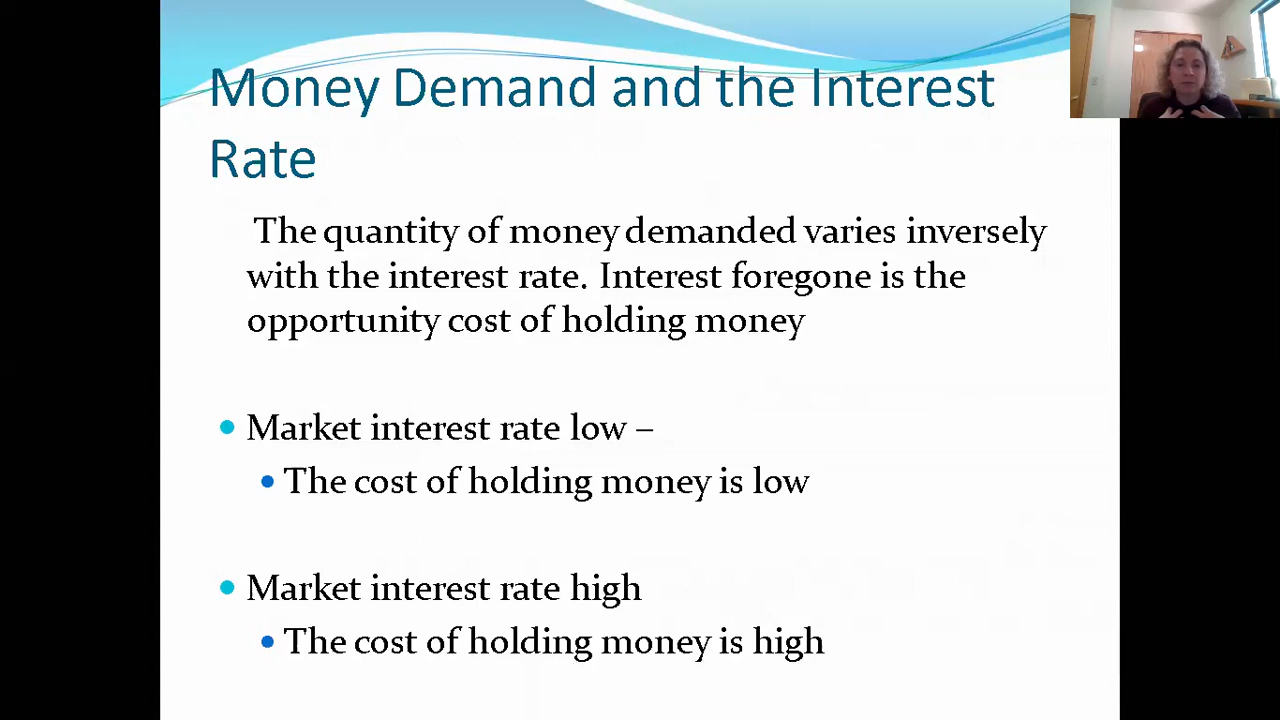 Money Demand and the Interest
Rate
The quantity of money demanded varies inversely
with the interest rate. Interest foregone is the
opportunity cost of holding money
• Market interest rate low –
• The cost of holding money is low
• Market interest rate high
• The cost of holding money is high